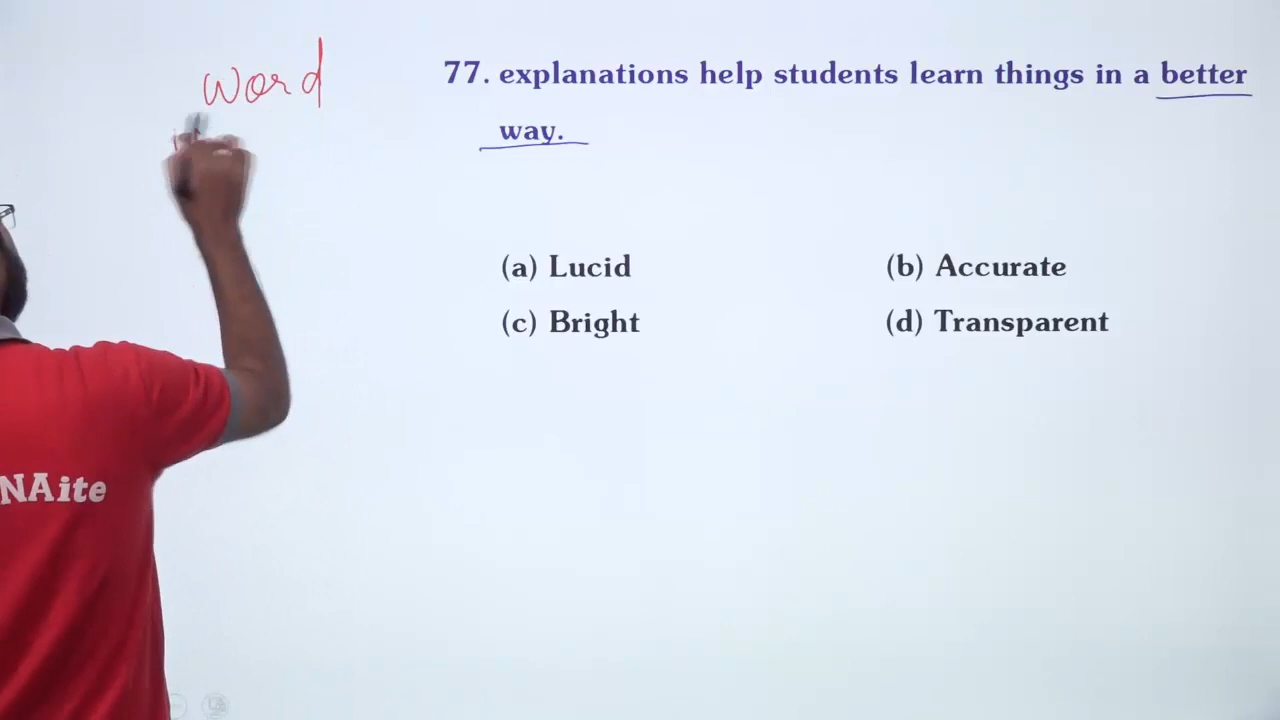 word
77. explanations help students learn things in a better
way.
(a) Lucid
(b) Accurate
(c) Bright
(d) Transparent
NAite